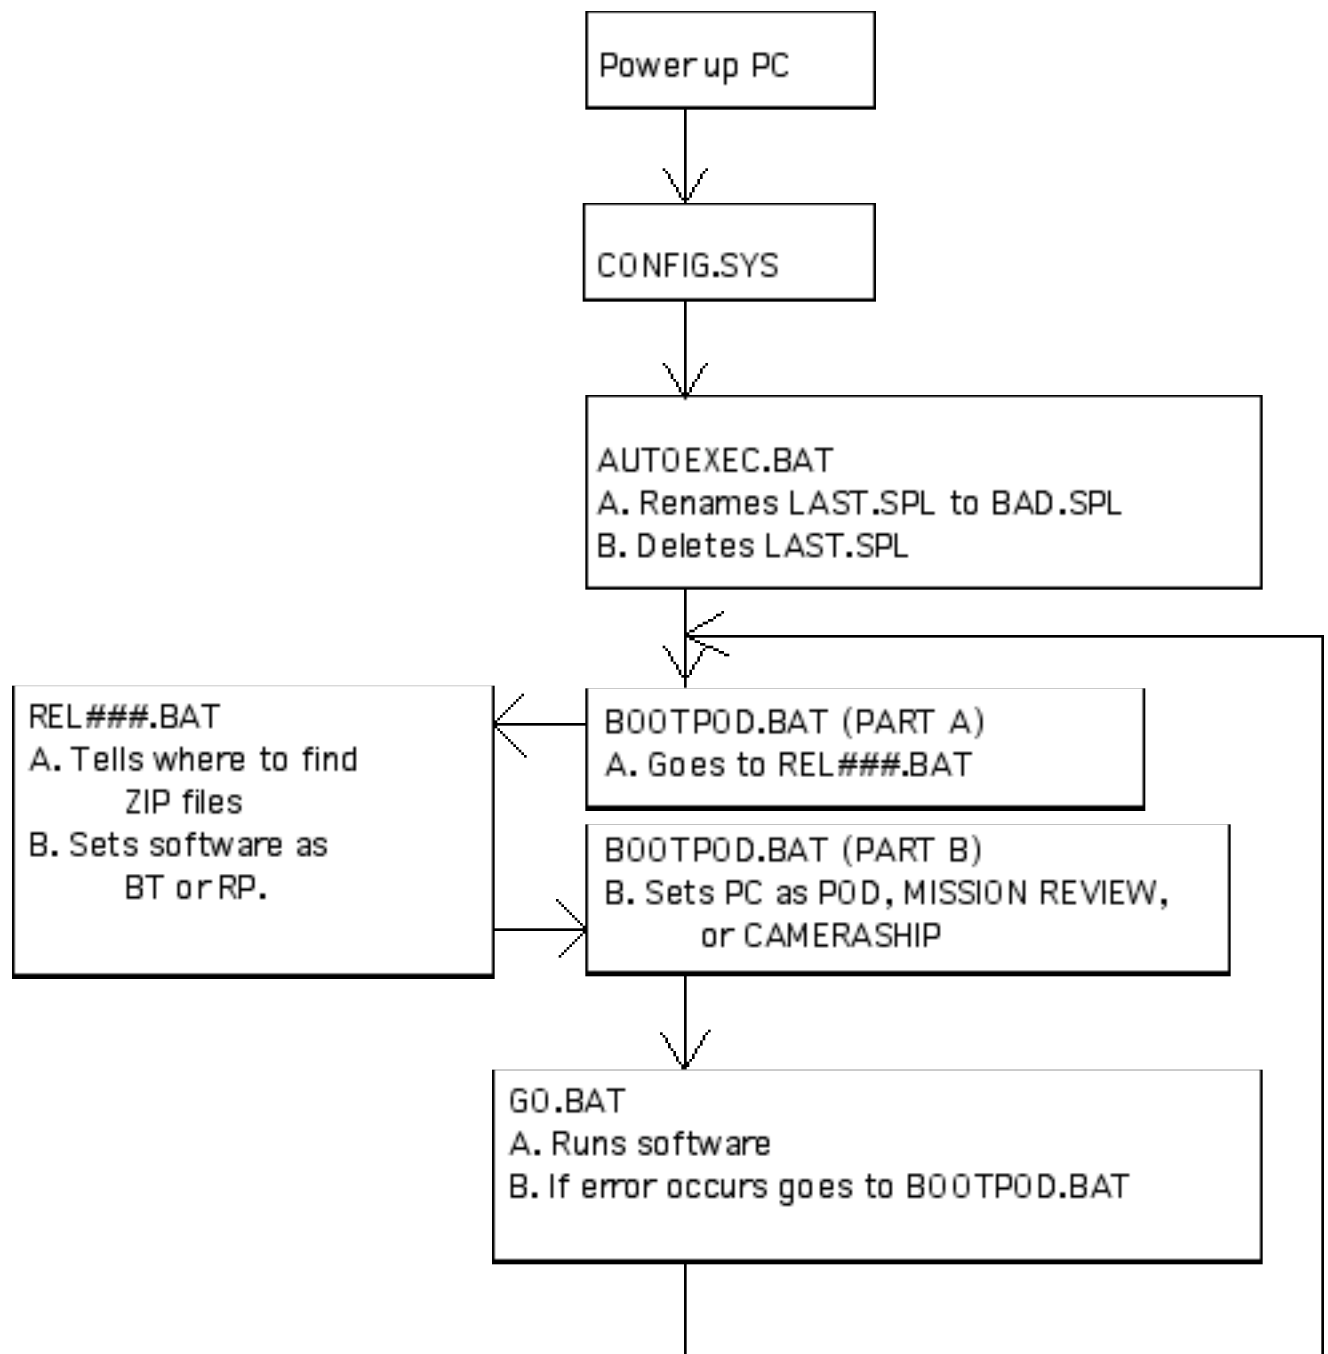 Power up PC
CONFIG.SYS
AUTOEXEC.BAT
A. Renames LAST.SPL to BAD.SPL
B. Deletes LAST.SPL
BOOTPOD.BAT (PART A)
A. Goes to REL###.BAT
REL###.BAT
A. Tells where to find
ZIP files
B. Sets software as
BT or RP.
BOOTPOD.BAT (PART B)
B. Sets PC as POD, MISSION REVIEW,
or CAMERASHIP
GO.BAT
A. Runs software
B. If error occurs goes to BOOTPOD.BAT